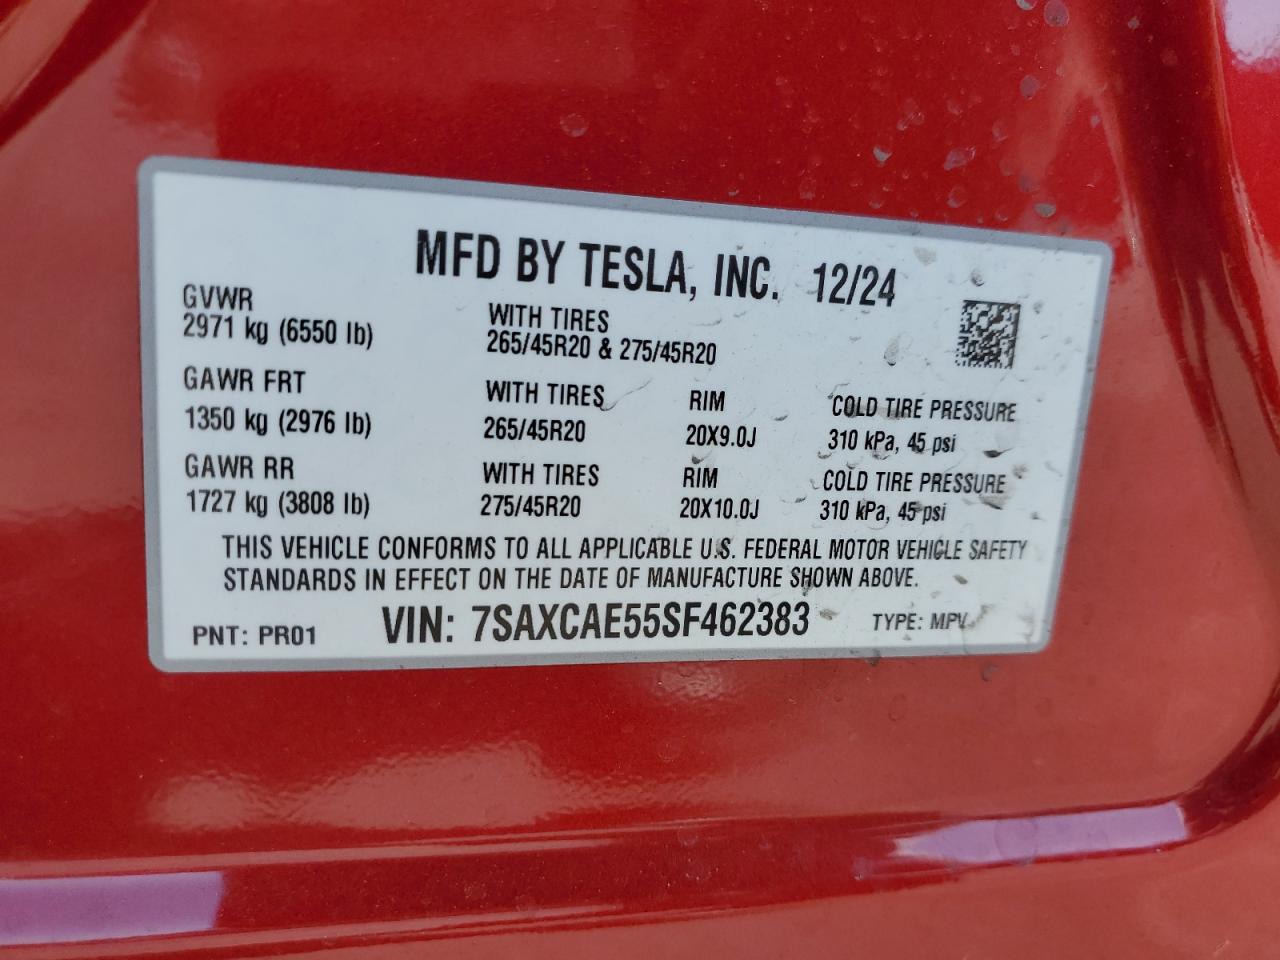 MFD BY TESLA, INC. 12/24
GVWR
2971 kg (6550 lb)
WITH TIRES
265/45R20 & 275/45R20
GAWR FRT WITH TIRES RIM COLD TIRE PRESSURE
1350 kg (2976 lb) 265/45R20 20X9.0J 310 kPa, 45 psi
GAWR RR WITH TIRES RIM COLD TIRE PRESSURE
1727 kg (3808 lb) 275/45R20 20X10.0J 310 kPa, 45 psi
THIS VEHICLE CONFORMS TO ALL APPLICABLE U.S. FEDERAL MOTOR VEHICLE SAFETY
STANDARDS IN EFFECT ON THE DATE OF MANUFACTURE SHOWN ABOVE.
PNT: PR01 VIN: 7SAXCAE55SF462383 TYPE: MPV